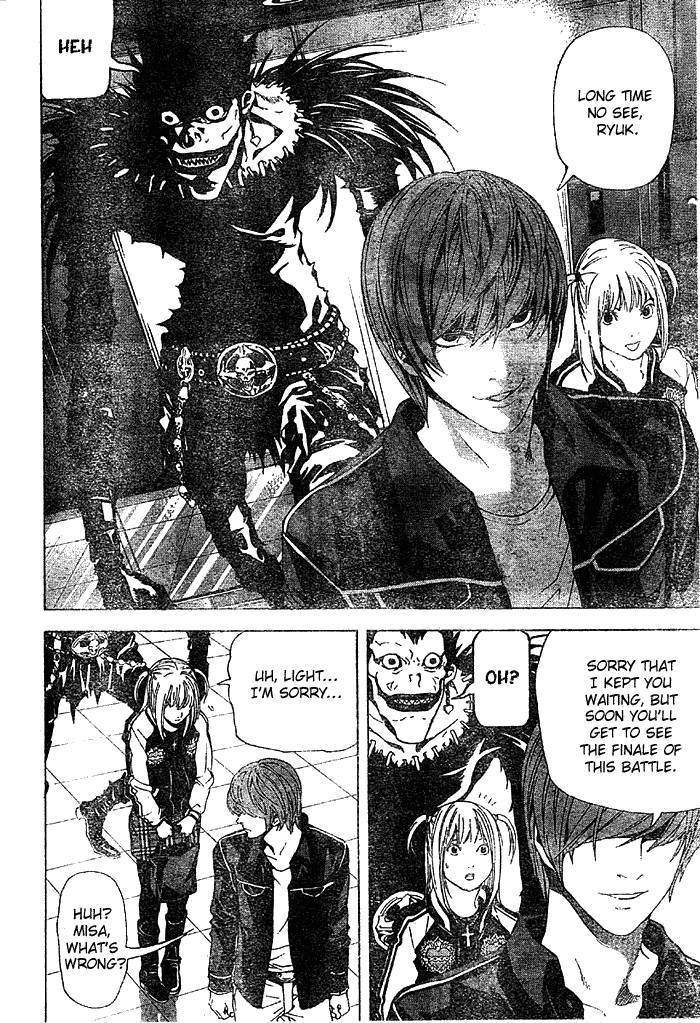 LONG TIME
NO SEE,
RYUK.
HEH
SORRY THAT
I KEPT YOU
WAITING, BUT
SOON YOU'LL
GET TO SEE
THE FINALE OF
THIS BATTLE.
OH?
UH, LIGHT...
I'M SORRY...
HUH?
MISA,
WHAT'S
WRONG?